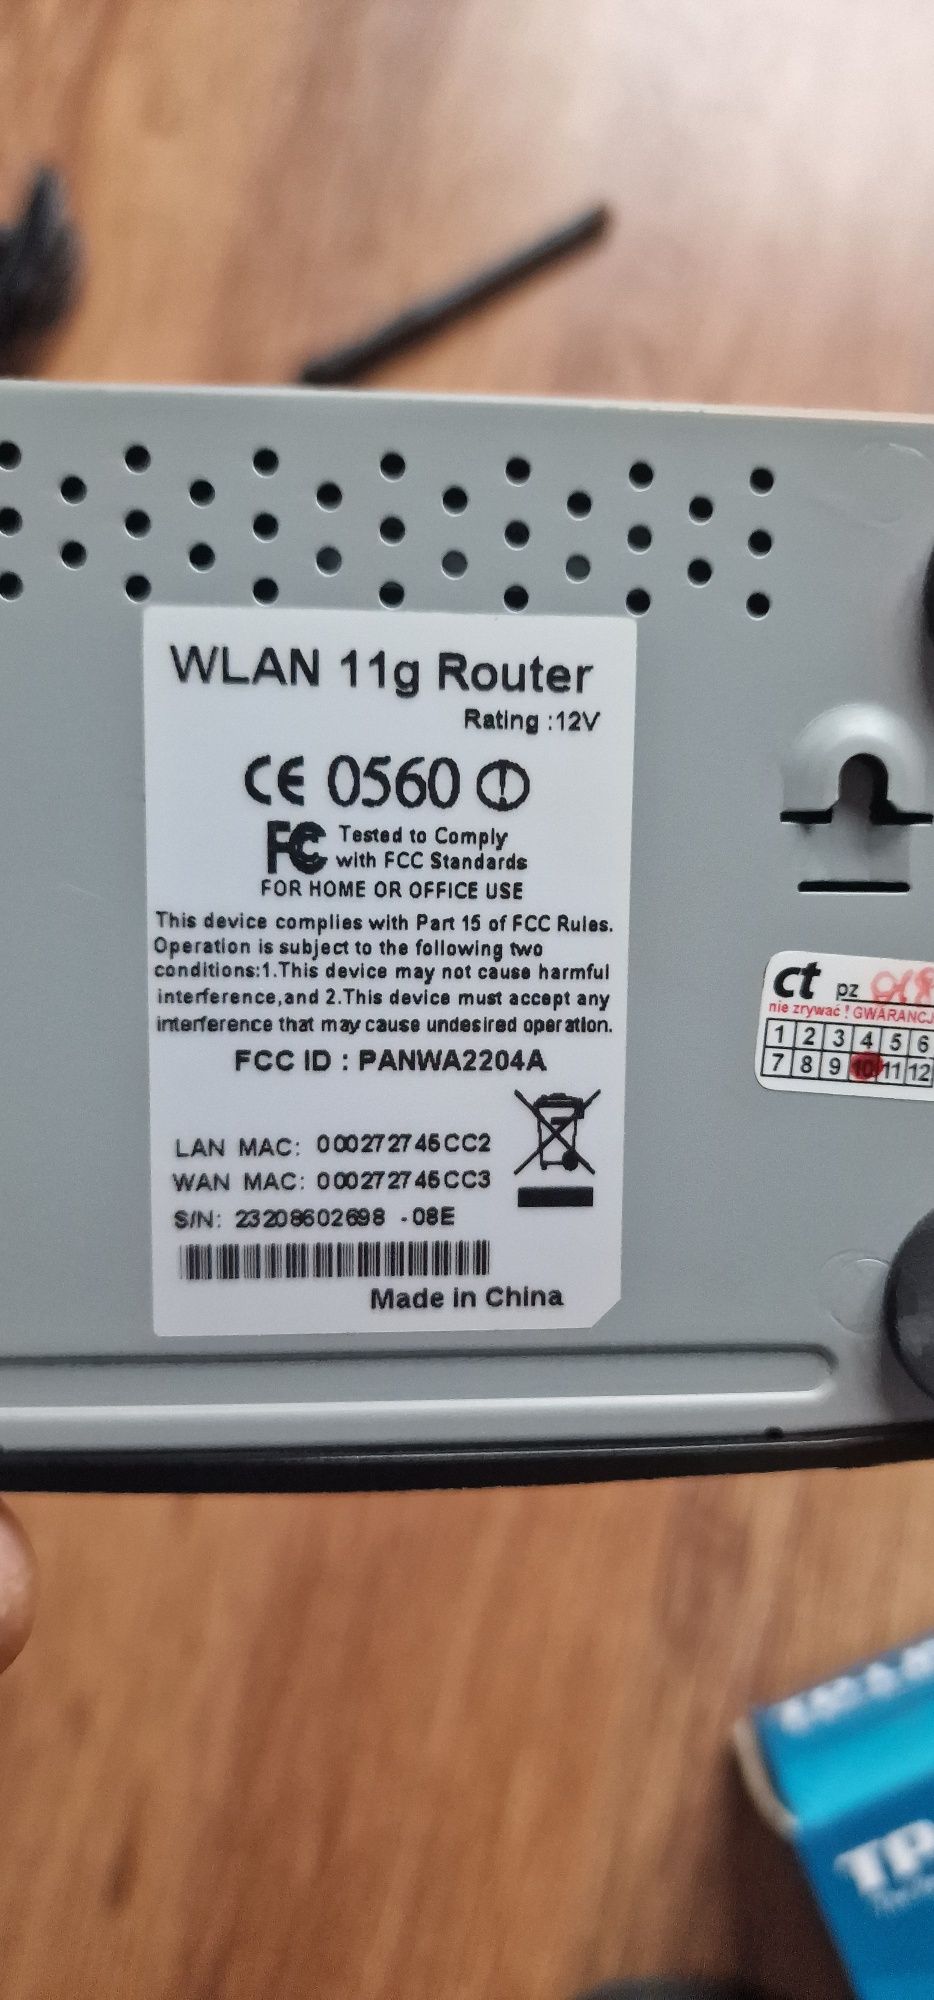 WLAN 11g Router
Rating :12V
CE 0560
FC Tested to Comply
with FCC Standards
FOR HOME OR OFFICE USE
This device complies with Part 15 of FCC Rules.
Operation is subject to the following two
conditions:1.This device may not cause harmful
interference,and 2.This device must accept any
interference that may cause undesired operation.
FCC ID : PANWA2204A
LAN MAC: 000272745CC2
WAN MAC: 000272745CC3
S/N: 23208602698 -08E
Made in China
ct pz
nie zrywać ! GWARANCJ
1 2 3 4 5 6
7 8 9 10 11 12
TP